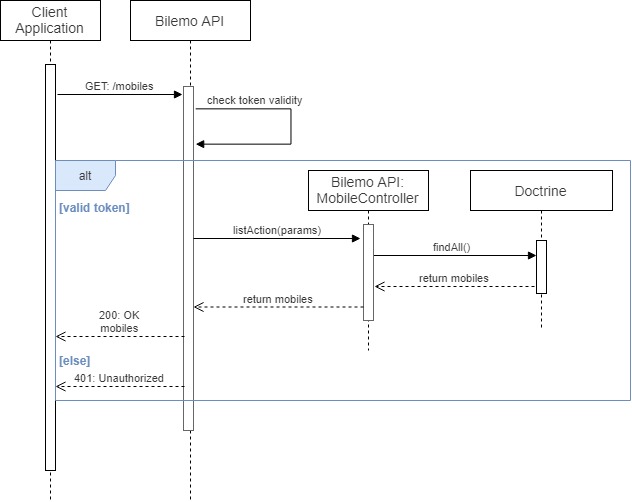 Client
Application
Bilemo API
GET: /mobiles
check token validity
alt
Bilemo API:
MobileController
Doctrine
[valid token]
listAction(params)
findAll()
return mobiles
return mobiles
200: OK
mobiles
[else]
401: Unauthorized